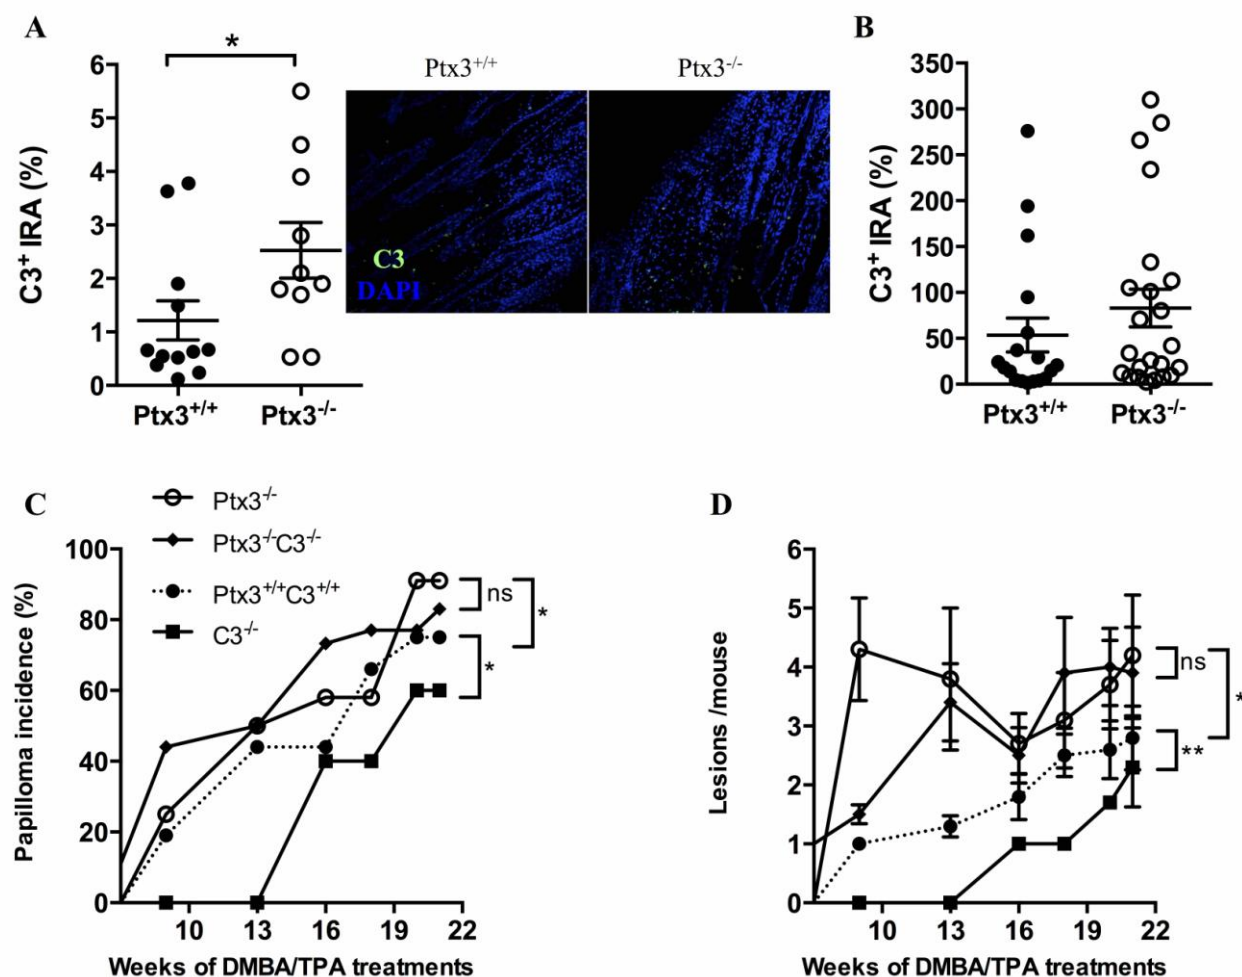 A
*
Ptx3+/+
Ptx3-/-
B
C3+ IRA (%)
6
5
4
3
2
1
0
Ptx3+/+
Ptx3-/-
C3
DAPI
C3+ IRA (%)
350
300
250
200
150
100
50
0
Ptx3+/+
Ptx3-/-
C
Ptx3-/-
Ptx3-/-C3-/-
Ptx3+/+C3+/+
C3-/-
Papilloma incidence (%)
100
80
60
40
20
0
ns
*
*
10 13 16 19 22
Weeks of DMBA/TPA treatments
D
Lesions /mouse
6
5
4
3
2
1
0
ns
*
**
10 13 16 19 22
Weeks of DMBA/TPA treatments